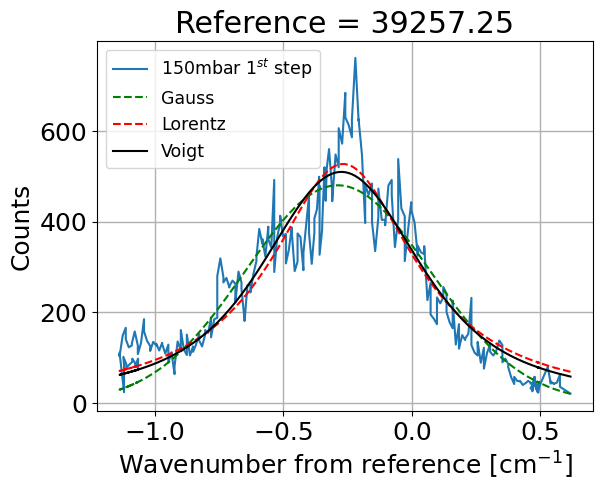 Reference = 39257.25
150mbar 1st step
Gauss
Lorentz
Voigt
Counts
600
400
200
0
−1.0 −0.5 0.0 0.5
Wavenumber from reference [cm⁻¹]